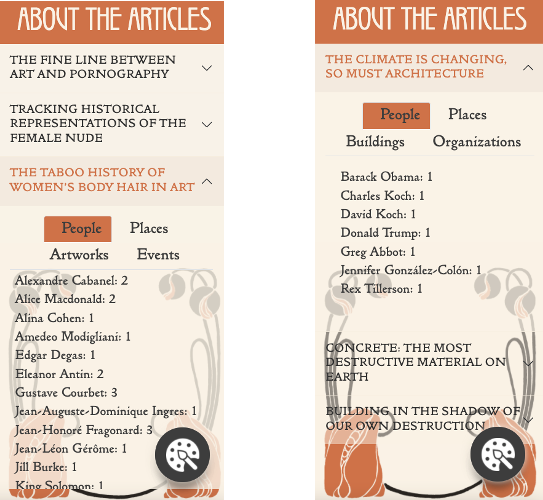 ABOUT THE ARTICLES
THE FINE LINE BETWEEN
ART AND PORNOGRAPHY
TRACKING HISTORICAL
REPRESENTATIONS OF THE
FEMALE NUDE
THE TABOO HISTORY OF
WOMEN'S BODY HAIR IN ART
People Places
Artworks Events
Alexandre Cabanel: 2
Alice Macdonald: 2
Alina Cohen: 1
Amedeo Modigliani: 1
Edgar Degas: 1
Eleanor Antin: 2
Gustave Courbet: 3
Jean-Auguste-Dominique Ingres: 1
Jean-Honoré Fragonard: 3
Jean-Léon Gérôme: 1
Jill Burke: 1
King Solomon: 1
ABOUT THE ARTICLES
THE CLIMATE IS CHANGING,
SO MUST ARCHITECTURE
People Places
Buildings Organizations
Barack Obama: 1
Charles Koch: 1
David Koch: 1
Donald Trump: 1
Greg Abbot: 1
Jennifer González-Colón: 1
Rex Tillerson: 1
CONCRETE: THE MOST
DESTRUCTIVE MATERIAL ON
EARTH
BUILDING IN THE SHADOW OF
OUR OWN DESTRUCTION